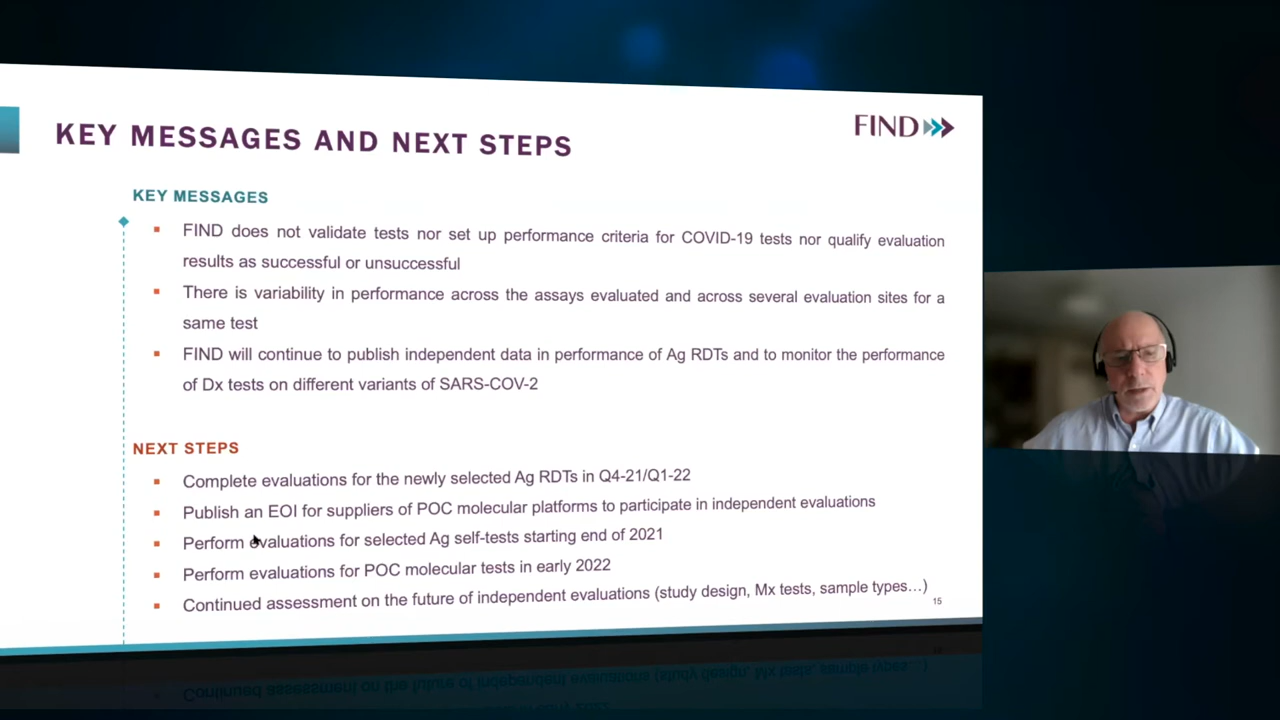 KEY MESSAGES AND NEXT STEPS
FIND
KEY MESSAGES
FIND does not validate tests nor set up performance criteria for COVID-19 tests nor qualify evaluation
results as successful or unsuccessful
There is variability in performance across the assays evaluated and across several evaluation sites for a
same test
FIND will continue to publish independent data in performance of Ag RDTs and to monitor the performance
of Dx tests on different variants of SARS-COV-2
NEXT STEPS
Complete evaluations for the newly selected Ag RDTs in Q4-21/Q1-22
Publish an EOI for suppliers of POC molecular platforms to participate in independent evaluations
Perform evaluations for selected Ag self-tests starting end of 2021
Perform evaluations for POC molecular tests in early 2022
Continued assessment on the future of independent evaluations (study design, Mx tests, sample types...)
15